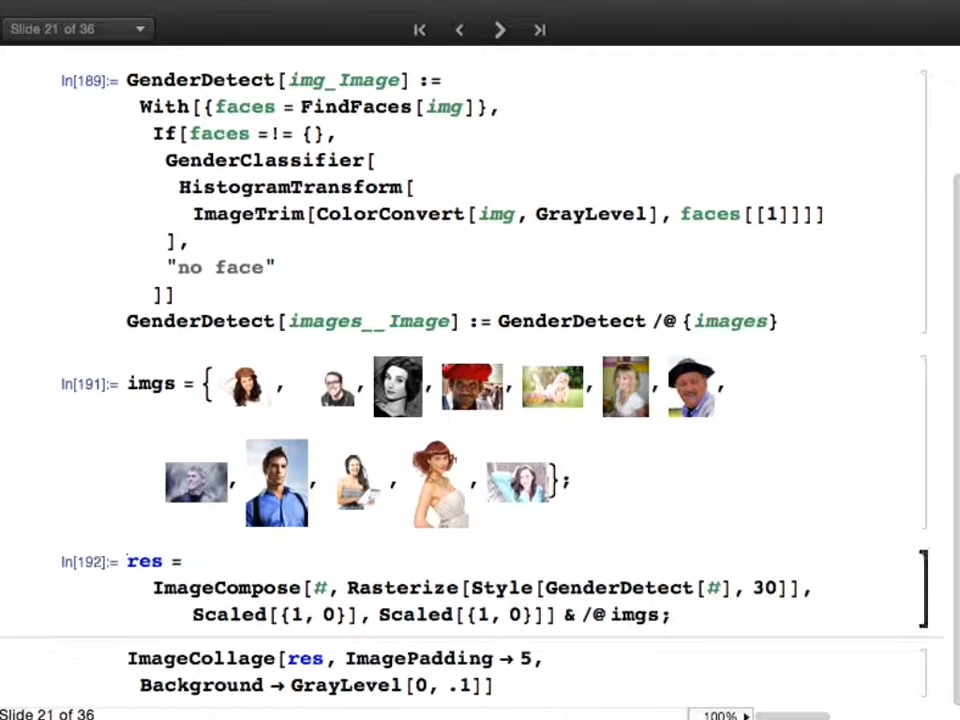 Slide 21 of 36
In[189]:= GenderDetect[img_Image] :=
With[{faces = FindFaces[img]},
If[faces =!= {},
GenderClassifier[
HistogramTransform[
ImageTrim[ColorConvert[img, GrayLevel], faces[[1]]]]
],
"no face"
]]
GenderDetect[images__Image] := GenderDetect /@ {images}
In[191]:= imgs = { , , , , , , ,
, , , , };
In[192]:= res =
ImageCompose[#, Rasterize[Style[GenderDetect[#], 30]],
Scaled[{1, 0}], Scaled[{1, 0}]] & /@ imgs;
ImageCollage[res, ImagePadding → 5,
Background → GrayLevel[0, .1]]
Slide 21 of 36
100%